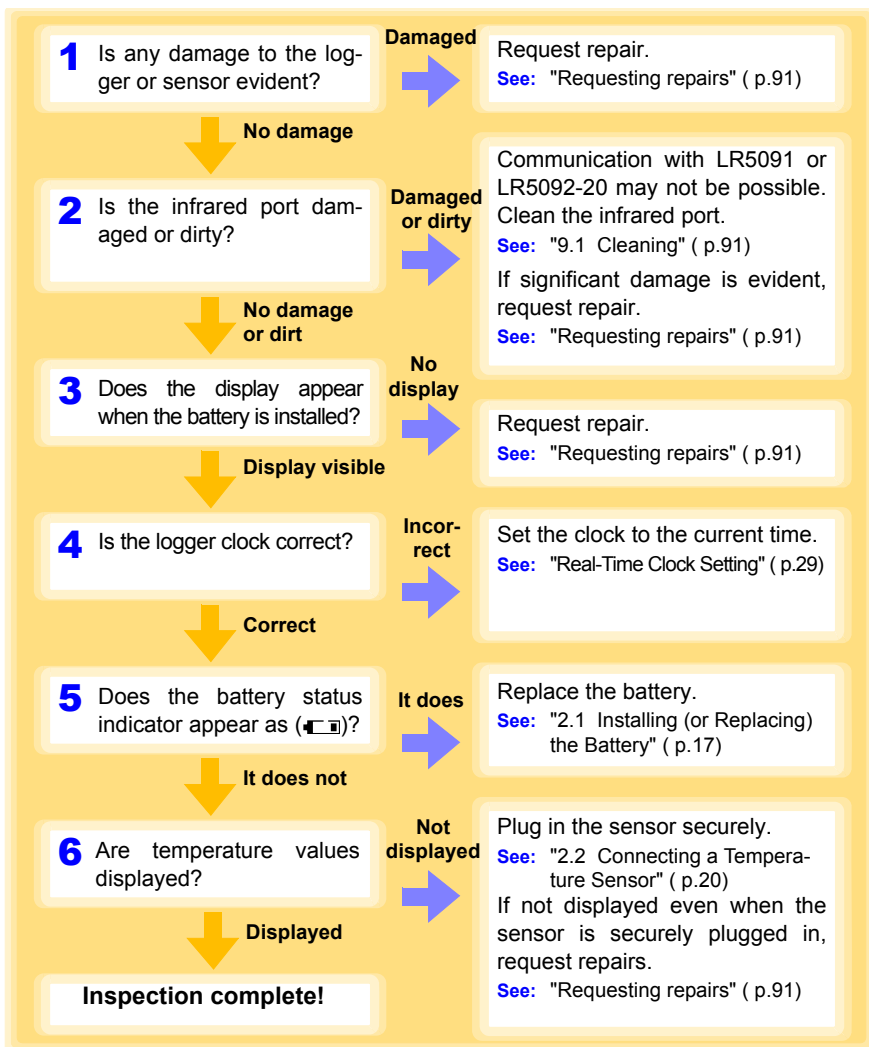 1 Is any damage to the log-
ger or sensor evident?
Damaged
Request repair.
See: "Requesting repairs" ( p.91)
No damage
2 Is the infrared port dam-
aged or dirty?
Damaged
or dirty
Communication with LR5091 or
LR5092-20 may not be possible.
Clean the infrared port.
See: "9.1 Cleaning" ( p.91)
If significant damage is evident,
request repair.
See: "Requesting repairs" ( p.91)
No damage
or dirt
3 Does the display appear
when the battery is installed?
No
display
Request repair.
See: "Requesting repairs" ( p.91)
Display visible
4 Is the logger clock correct?
Incor-
rect
Set the clock to the current time.
See: "Real-Time Clock Setting" ( p.29)
Correct
5 Does the battery status
indicator appear as ( )?
It does
Replace the battery.
See: "2.1 Installing (or Replacing)
the Battery" ( p.17)
It does not
6 Are temperature values
displayed?
Not
displayed
Plug in the sensor securely.
See: "2.2 Connecting a Tempera-
ture Sensor" ( p.20)
If not displayed even when the
sensor is securely plugged in,
request repairs.
See: "Requesting repairs" ( p.91)
Displayed
Inspection complete!